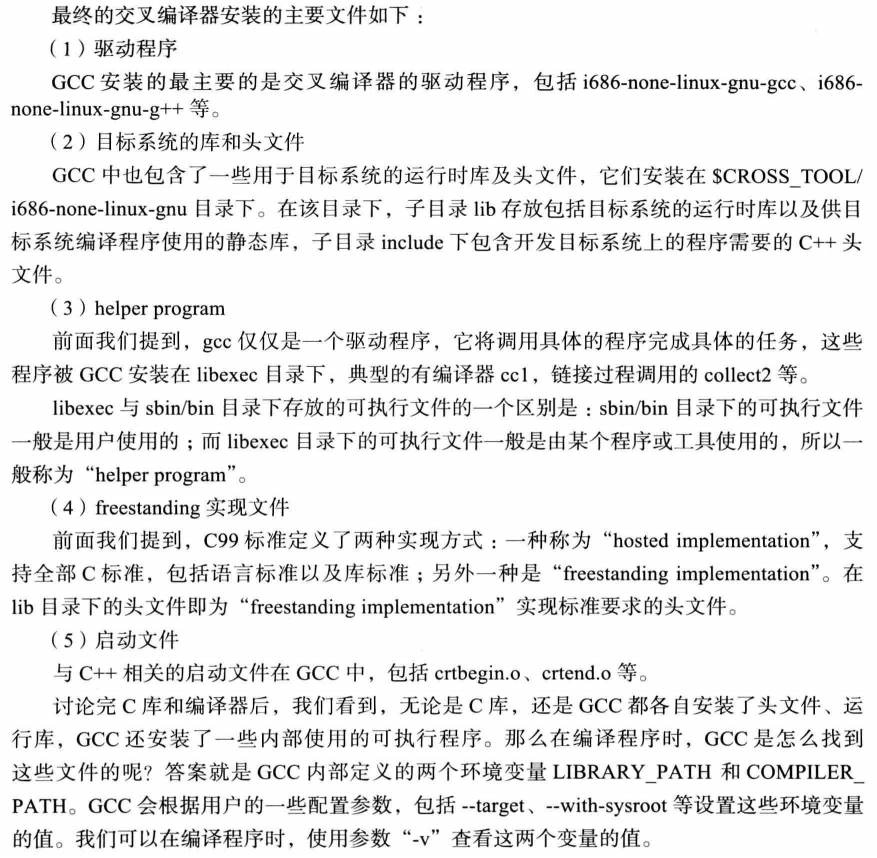 最终的交叉编译器安装的主要文件如下：
（1）驱动程序
GCC 安装的最主要的是交叉编译器的驱动程序，包括 i686-none-linux-gnu-gcc、i686-
none-linux-gnu-g++ 等。
（2）目标系统的库和头文件
GCC 中也包含了一些用于目标系统的运行时库及头文件，它们安装在 $CROSS_TOOL/
i686-none-linux-gnu 目录下。在该目录下，子目录 lib 存放包括目标系统的运行时库以及供目
标系统编译程序使用的静态库，子目录 include 下包含开发目标系统上的程序需要的 C++ 头
文件。
（3）helper program
前面我们提到，gcc 仅仅是一个驱动程序，它将调用具体的程序完成具体的任务，这些
程序被 GCC 安装在 libexec 目录下，典型的有编译器 cc1，链接过程调用的 collect2 等。
libexec 与 sbin/bin 目录下存放的可执行文件的一个区别是：sbin/bin 目录下的可执行文件
一般是用户使用的；而 libexec 目录下的可执行文件一般是由某个程序或工具使用的，所以一
般称为“helper program”。
（4）freestanding 实现文件
前面我们提到，C99 标准定义了两种实现方式：一种称为“hosted implementation”，支
持全部 C 标准，包括语言标准以及库标准；另外一种是“freestanding implementation”。在
lib 目录下的头文件即为“freestanding implementation”实现标准要求的头文件。
（5）启动文件
与 C++ 相关的启动文件在 GCC 中，包括 crtbegin.o、crtend.o 等。
讨论完 C 库和编译器后，我们看到，无论是 C 库，还是 GCC 都各自安装了头文件、运
行库，GCC 还安装了一些内部使用的可执行程序。那么在编译程序时，GCC 是怎么找到
这些文件的呢？答案就是 GCC 内部定义的两个环境变量 LIBRARY_PATH 和 COMPILER_
PATH。GCC 会根据用户的一些配置参数，包括 --target、--with-sysroot 等设置这些环境变量
的值。我们可以在编译程序时，使用参数“-v”查看这两个变量的值。